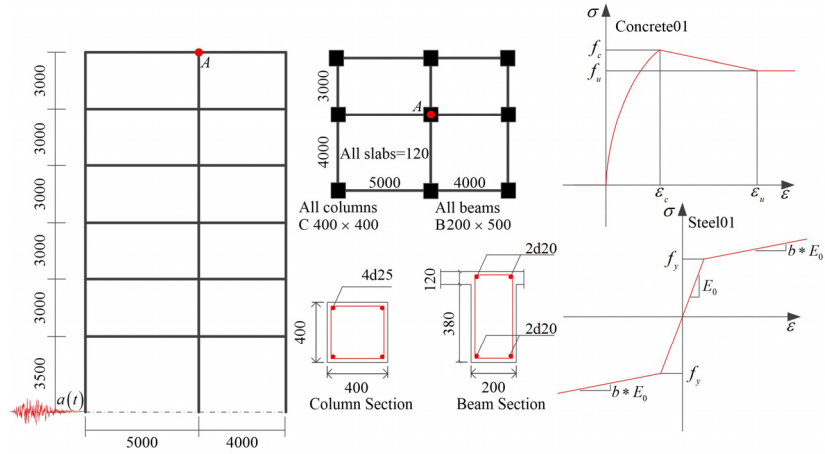 3000
3000
3000
3000
3000
3500
A
a(t)
5000
4000
3000
4000
A
All slabs=120
5000
4000
All columns
C 400 × 400
All beams
B200 × 500
4d25
400
400
Column Section
2d20
120
380
2d20
200
Beam Section
σ
Concrete01
f_c
f_u
ε_c
ε_u
ε
σ
Steel01
f_y
b * E_0
E_0
ε
f_y
b * E_0